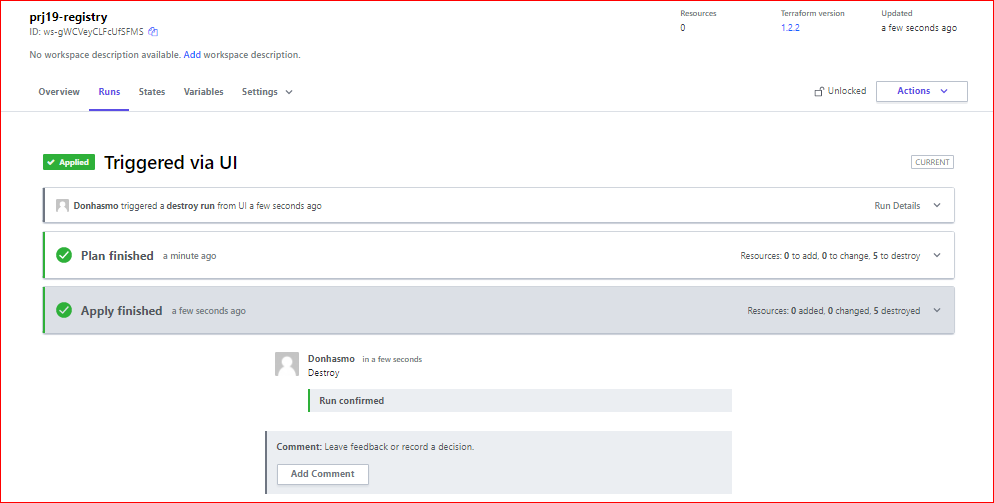 prj19-registry
ID: ws-gWCVeyCLFcUfSFMS
No workspace description available. Add workspace description.
Resources
0
Terraform version
1.2.2
Updated
a few seconds ago
Overview Runs States Variables Settings
Unlocked
Actions
Applied Triggered via UI
CURRENT
Donhasmo triggered a destroy run from UI a few seconds ago
Run Details
Plan finished a minute ago
Resources: 0 to add, 0 to change, 5 to destroy
Apply finished a few seconds ago
Resources: 0 added, 0 changed, 5 destroyed
Donhasmo in a few seconds
Destroy
Run confirmed
Comment: Leave feedback or record a decision.
Add Comment